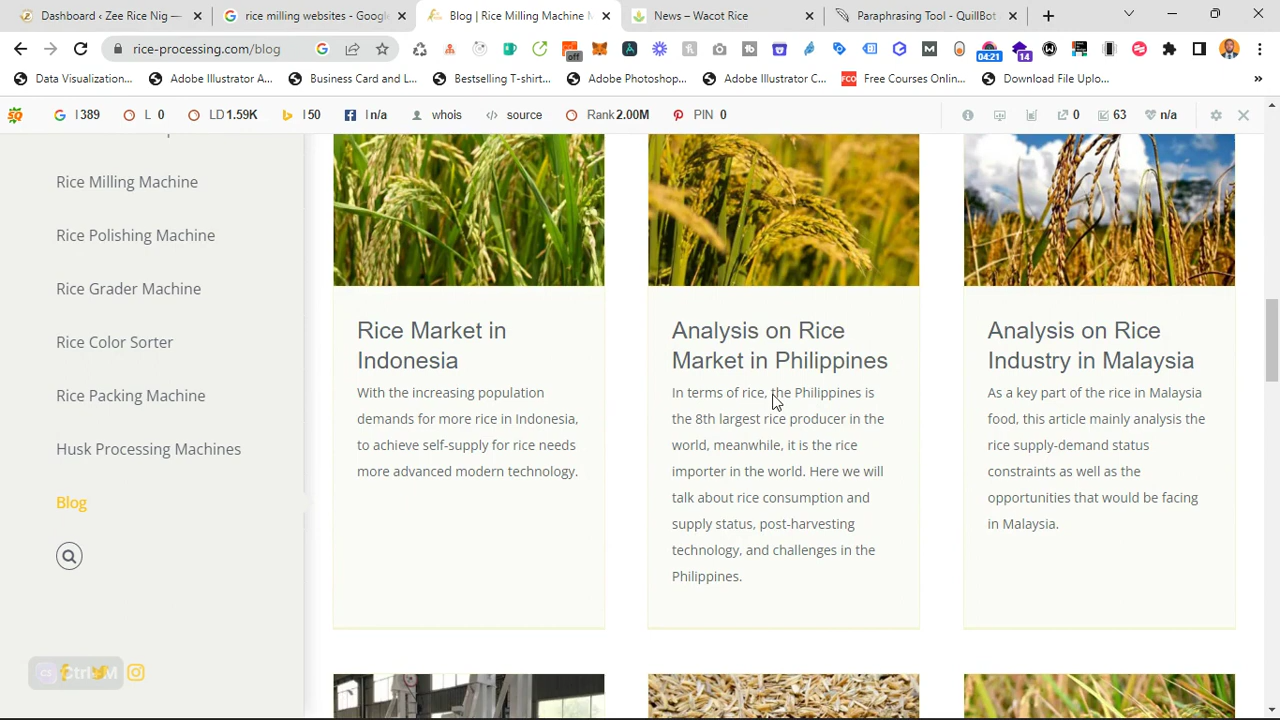 Dashboard ‹ Zee Rice Nig —
rice milling websites - Google
Blog | Rice Milling Machine M
News – Wacot Rice
Paraphrasing Tool - QuillBot
rice-processing.com/blog
off
04:21
14
Data Visualization...
Adobe Illustrator A...
Business Card and L...
Bestselling T-shirt...
Adobe Photoshop...
Adobe Illustrator C...
FCO
Free Courses Onlin...
Download File Uplo...
SQ
I 389
L 0
LD 1.59K
I 50
I n/a
whois
source
Rank 2.00M
PIN 0
0
63
n/a
Rice Milling Machine
Rice Polishing Machine
Rice Grader Machine
Rice Color Sorter
Rice Packing Machine
Husk Processing Machines
Blog
Rice Market in
Indonesia
With the increasing population
demands for more rice in Indonesia,
to achieve self-supply for rice needs
more advanced modern technology.
Analysis on Rice
Market in Philippines
In terms of rice, the Philippines is
the 8th largest rice producer in the
world, meanwhile, it is the rice
importer in the world. Here we will
talk about rice consumption and
supply status, post-harvesting
technology, and challenges in the
Philippines.
Analysis on Rice
Industry in Malaysia
As a key part of the rice in Malaysia
food, this article mainly analysis the
rice supply-demand status
constraints as well as the
opportunities that would be facing
in Malaysia.